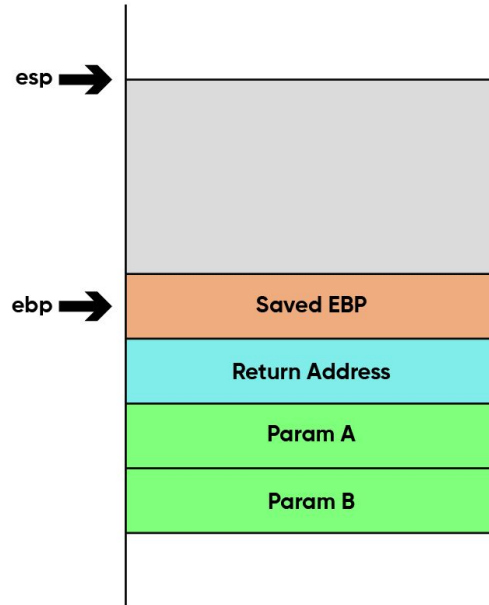 esp
ebp
Saved EBP
Return Address
Param A
Param B